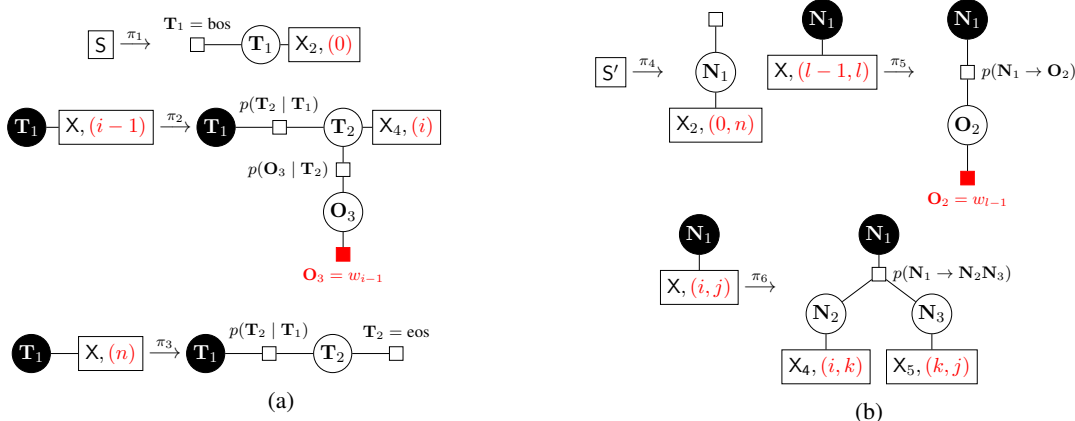 T₁ = bos
S π₁→ T₁ X₂, (0)
p(T₂ | T₁)
T₁ X, (i − 1) π₂→ T₁ T₂ X₄, (i)
p(O₃ | T₂)
O₃
O₃ = wᵢ₋₁
p(T₂ | T₁) T₂ = eos
T₁ X, (n) π₃→ T₁ T₂
(a)
S′ π₄→ N₁
X₂, (0, n)
N₁
X, (l − 1, l) π₅→
N₁
p(N₁ → O₂)
O₂
O₂ = wₗ₋₁
N₁
X, (i, j) π₆→
N₁
p(N₁ → N₂N₃)
N₂ N₃
X₄, (i, k) X₅, (k, j)
(b)